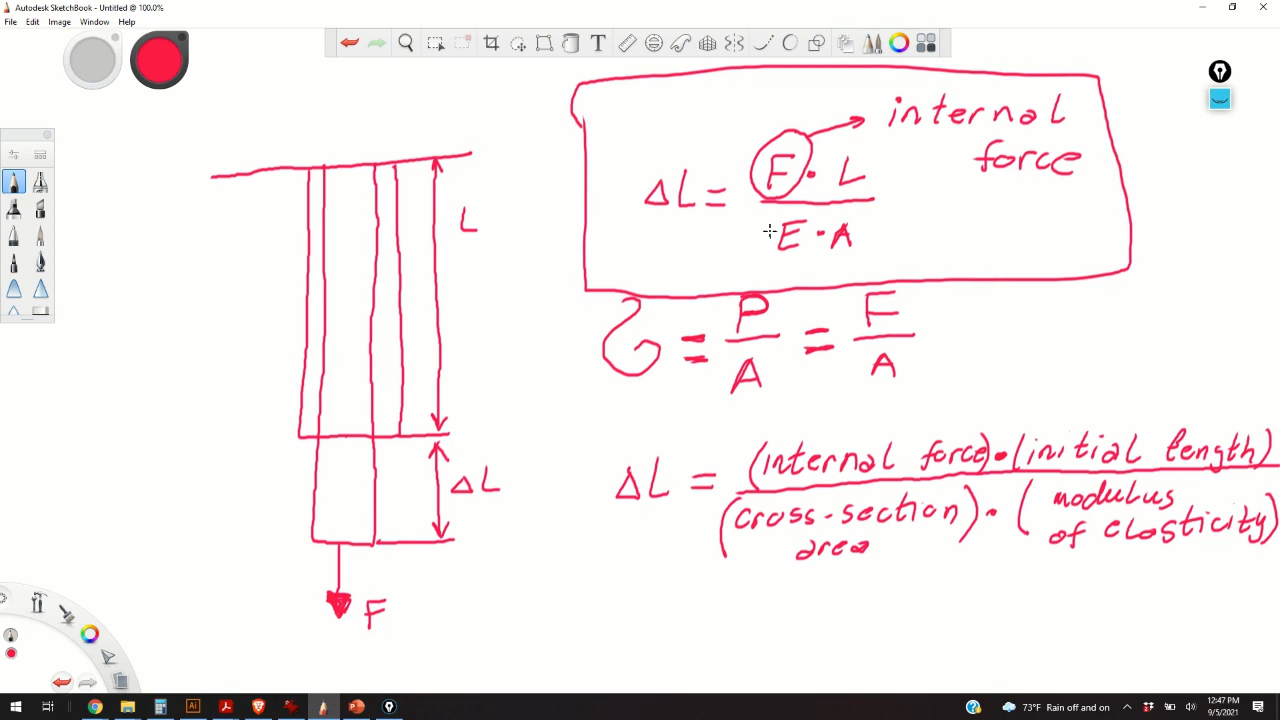 Autodesk SketchBook - Untitled @ 100.0%
File Edit Image Window Help
T
internal
force
ΔL = F · L
E · A
L
σ = P = F
A A
ΔL
ΔL = (internal force) · (initial length)
(cross-section area) · (modulus of elasticity)
F
Ai
P
73°F Rain off and on
12:47 PM
9/5/2021